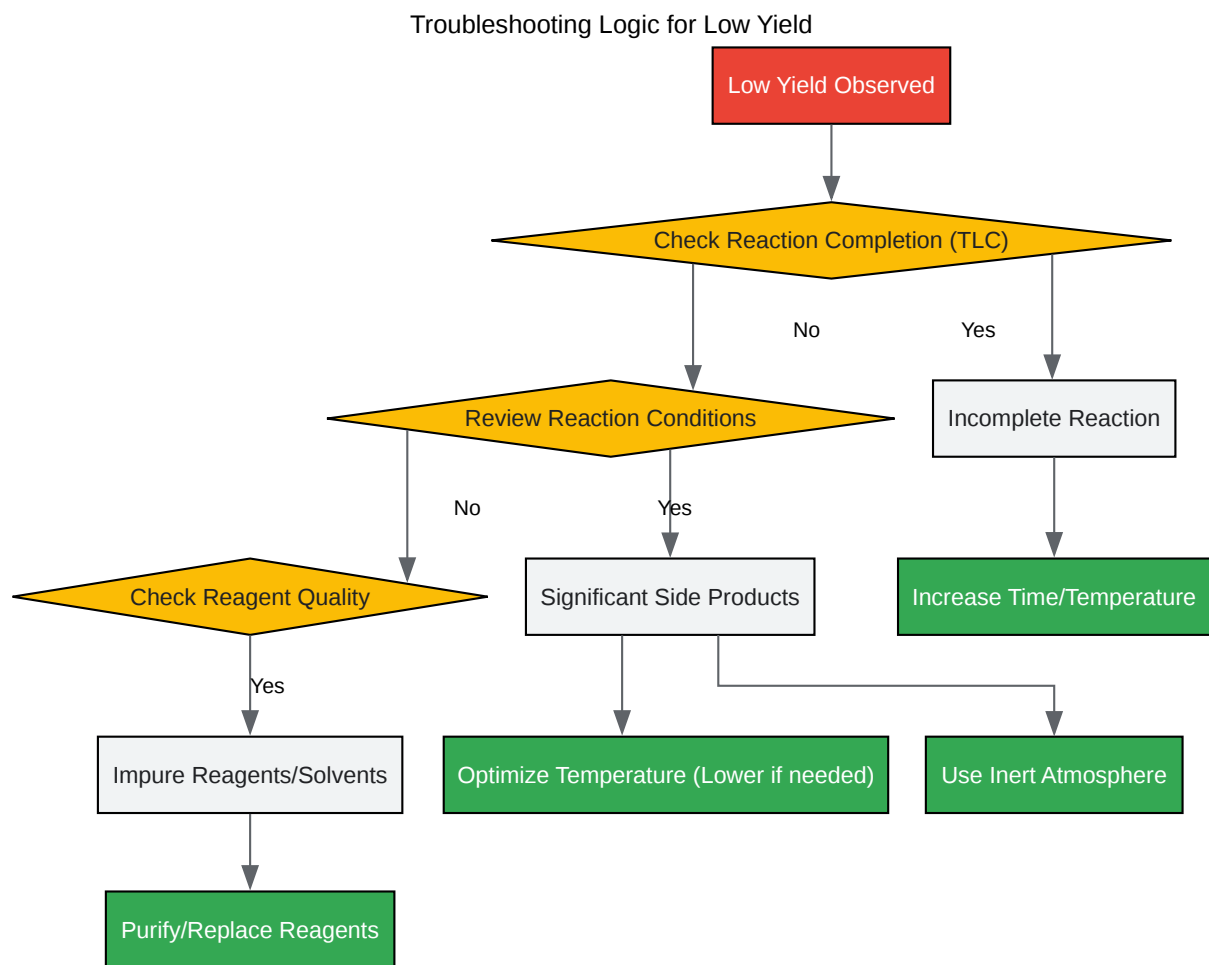 Troubleshooting Logic for Low Yield
Low Yield Observed
Check Reaction Completion (TLC)
No
Yes
Review Reaction Conditions
Incomplete Reaction
No
Yes
Check Reagent Quality
Significant Side Products
Increase Time/Temperature
Yes
Impure Reagents/Solvents
Optimize Temperature (Lower if needed)
Use Inert Atmosphere
Purify/Replace Reagents